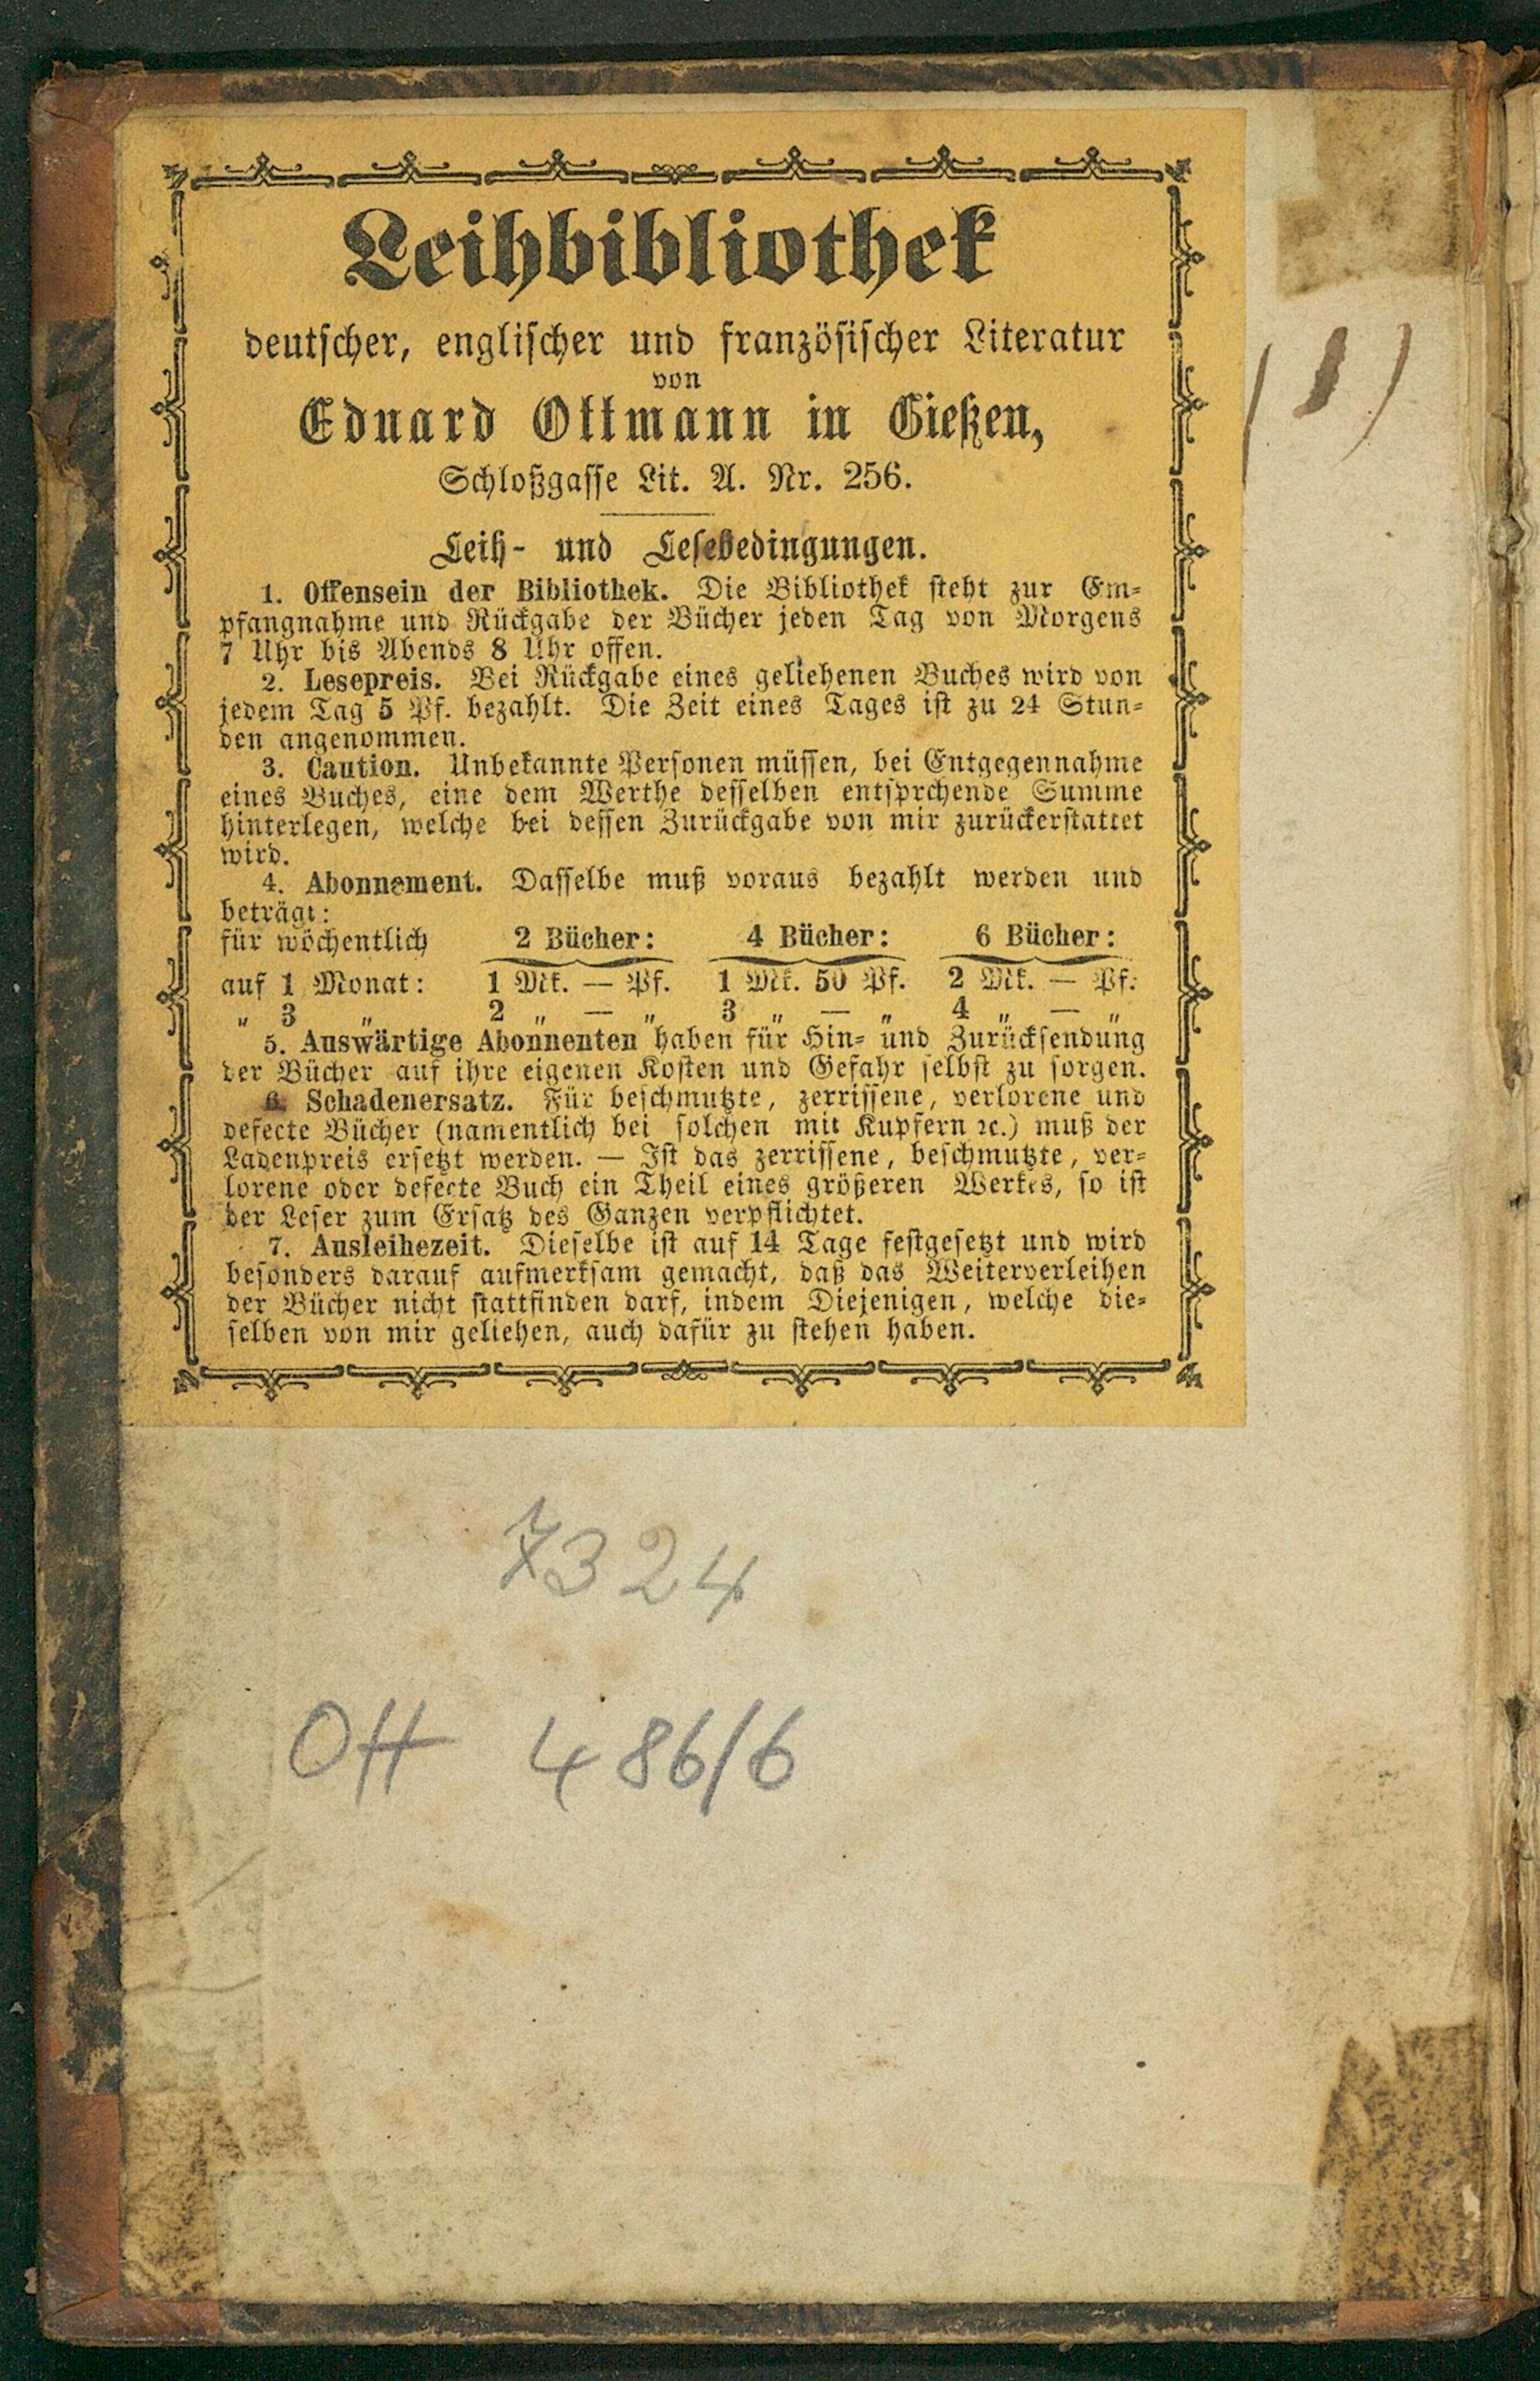 Leihbibliothek
deutscher, englischer und französischer Literatur
von
Eduard Ottmann in Gießen,
Schloßgasse Lit. A. Nr. 256.
Leih- und Lesebedingungen.
1. Offensein der Bibliothek. Die Bibliothek steht zur Em-
pfangnahme und Rückgabe der Bücher jeden Tag von Morgens
7 Uhr bis Abends 8 Uhr offen.
2. Lesepreis. Bei Rückgabe eines geliehenen Buches wird von
jedem Tag 5 Pf. bezahlt. Die Zeit eines Tages ist zu 24 Stun-
den angenommen.
3. Caution. Unbekannte Personen müssen, bei Entgegennahme
eines Buches, eine dem Werthe desselben entsprchende Summe
hinterlegen, welche bei dessen Zurückgabe von mir zurückerstattet
wird.
4. Abonnement. Dasselbe muß voraus bezahlt werden und
beträgt:
für wöchentlich 2 Bücher: 4 Bücher: 6 Bücher:
auf 1 Monat: 1 Mk. — Pf. 1 Mk. 50 Pf. 2 Mk. — Pf.
„ 3 „ 2 „ — „ 3 „ — „ 4 „ — „
5. Auswärtige Abonnenten haben für Hin- und Zurücksendung
der Bücher auf ihre eigenen Kosten und Gefahr selbst zu sorgen.
6. Schadenersatz. Für beschmutzte, zerrissene, verlorene und
defecte Bücher (namentlich bei solchen mit Kupfern ꝛc.) muß der
Ladenpreis ersetzt werden. — Ist das zerrissene, beschmutzte, ver-
lorene oder defecte Buch ein Theil eines größeren Werkes, so ist
der Leser zum Ersatz des Ganzen verpflichtet.
7. Ausleihezeit. Dieselbe ist auf 14 Tage festgesetzt und wird
besonders darauf aufmerksam gemacht, daß das Weiterverleihen
der Bücher nicht stattfinden darf, indem Diejenigen, welche die-
selben von mir geliehen, auch dafür zu stehen haben.
(1)
7324
Ott 486/6